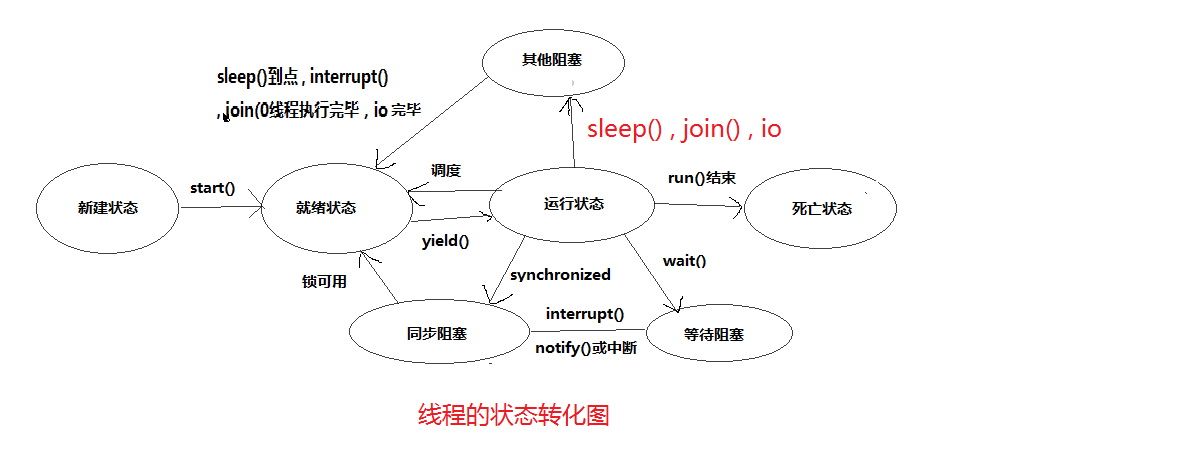 其他阻塞
sleep()到点 , interrupt()
, join(0线程执行完毕 , io 完毕
sleep() , join() , io
新建状态
start()
就绪状态
调度
yield()
运行状态
run()结束
死亡状态
锁可用
synchronized
wait()
同步阻塞
interrupt()
notify()或中断
等待阻塞
线程的状态转化图